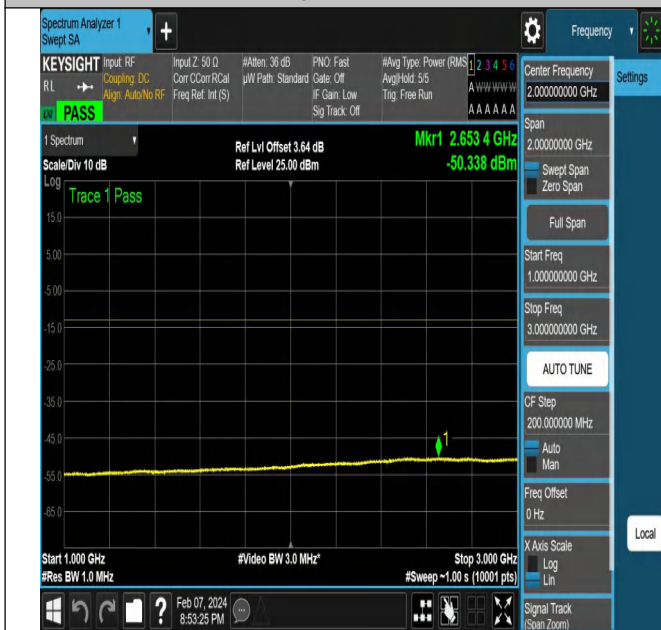 Spectrum Analyzer 1
Swept SA
+
Frequency
KEYSIGHT
RL
PASS
Input: RF
Coupling: DC
Align: Auto/No RF
Input Z: 50 Ω
Corr CCorr RCal
Freq Ref: Int (S)
#Atten: 36 dB
µW Path: Standard
PNO: Fast
Gate: Off
IF Gain: Low
Sig Track: Off
#Avg Type: Power (RMS
Avg|Hold: 5/5
Trig: Free Run
1 2 3 4 5 6
A W W W W W
A A A A A A
1 Spectrum
Scale/Div 10 dB
Ref Lvl Offset 3.64 dB
Ref Level 25.00 dBm
Mkr1 2.653 4 GHz
-50.338 dBm
Log
Trace 1 Pass
15.0
5.00
-5.00
-15.0
-25.0
-35.0
-45.0
-55.0
-65.0
1
Start 1.000 GHz
#Res BW 1.0 MHz
#Video BW 3.0 MHz*
Stop 3.000 GHz
#Sweep ~1.00 s (10001 pts)
?
Feb 07, 2024
8:53:25 PM
Center Frequency
2.000000000 GHz
Settings
Span
2.00000000 GHz
Swept Span
Zero Span
Full Span
Start Freq
1.000000000 GHz
Stop Freq
3.000000000 GHz
AUTO TUNE
CF Step
200.000000 MHz
Auto
Man
Freq Offset
0 Hz
Local
X Axis Scale
Log
Lin
Signal Track
(Span Zoom)